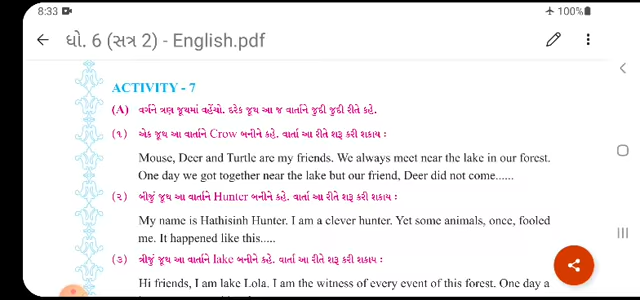 8:33
100%
ધો. 6 (સત્ર 2) - English.pdf
ACTIVITY - 7
(A) વર્ગને ત્રણ જૂથમાં વહેંચો. દરેક જૂથ આ જ વાર્તાને જુદી જુદી રીતે કહે.
(૧) એક જૂથ આ વાર્તાને Crow બનીને કહે. વાર્તા આ રીતે શરૂ કરી શકાય :
Mouse, Deer and Turtle are my friends. We always meet near the lake in our forest.
One day we got together near the lake but our friend, Deer did not come......
(૨) બીજું જૂથ આ વાર્તાને Hunter બનીને કહે. વાર્તા આ રીતે શરૂ કરી શકાય :
My name is Hathisinh Hunter. I am a clever hunter. Yet some animals, once, fooled
me. It happened like this.....
(૩) ત્રીજું જૂથ આ વાર્તાને lake બનીને કહે. વાર્તા આ રીતે શરૂ કરી શકાય :
Hi friends, I am lake Lola. I am the witness of every event of this forest. One day a